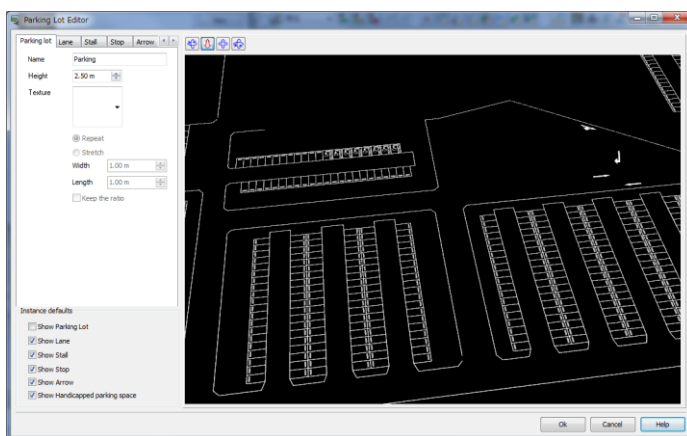 Parking Lot Editor
Parking lot Lane Stall Stop Arrow
Name Parking
Height 2.50 m
Texture
Repeat
Stretch
Width 1.00 m
Length 1.00 m
Keep the ratio
Instance defaults
Show Parking Lot
Show Lane
Show Stall
Show Stop
Show Arrow
Show Handicapped parking space
Ok Cancel Help